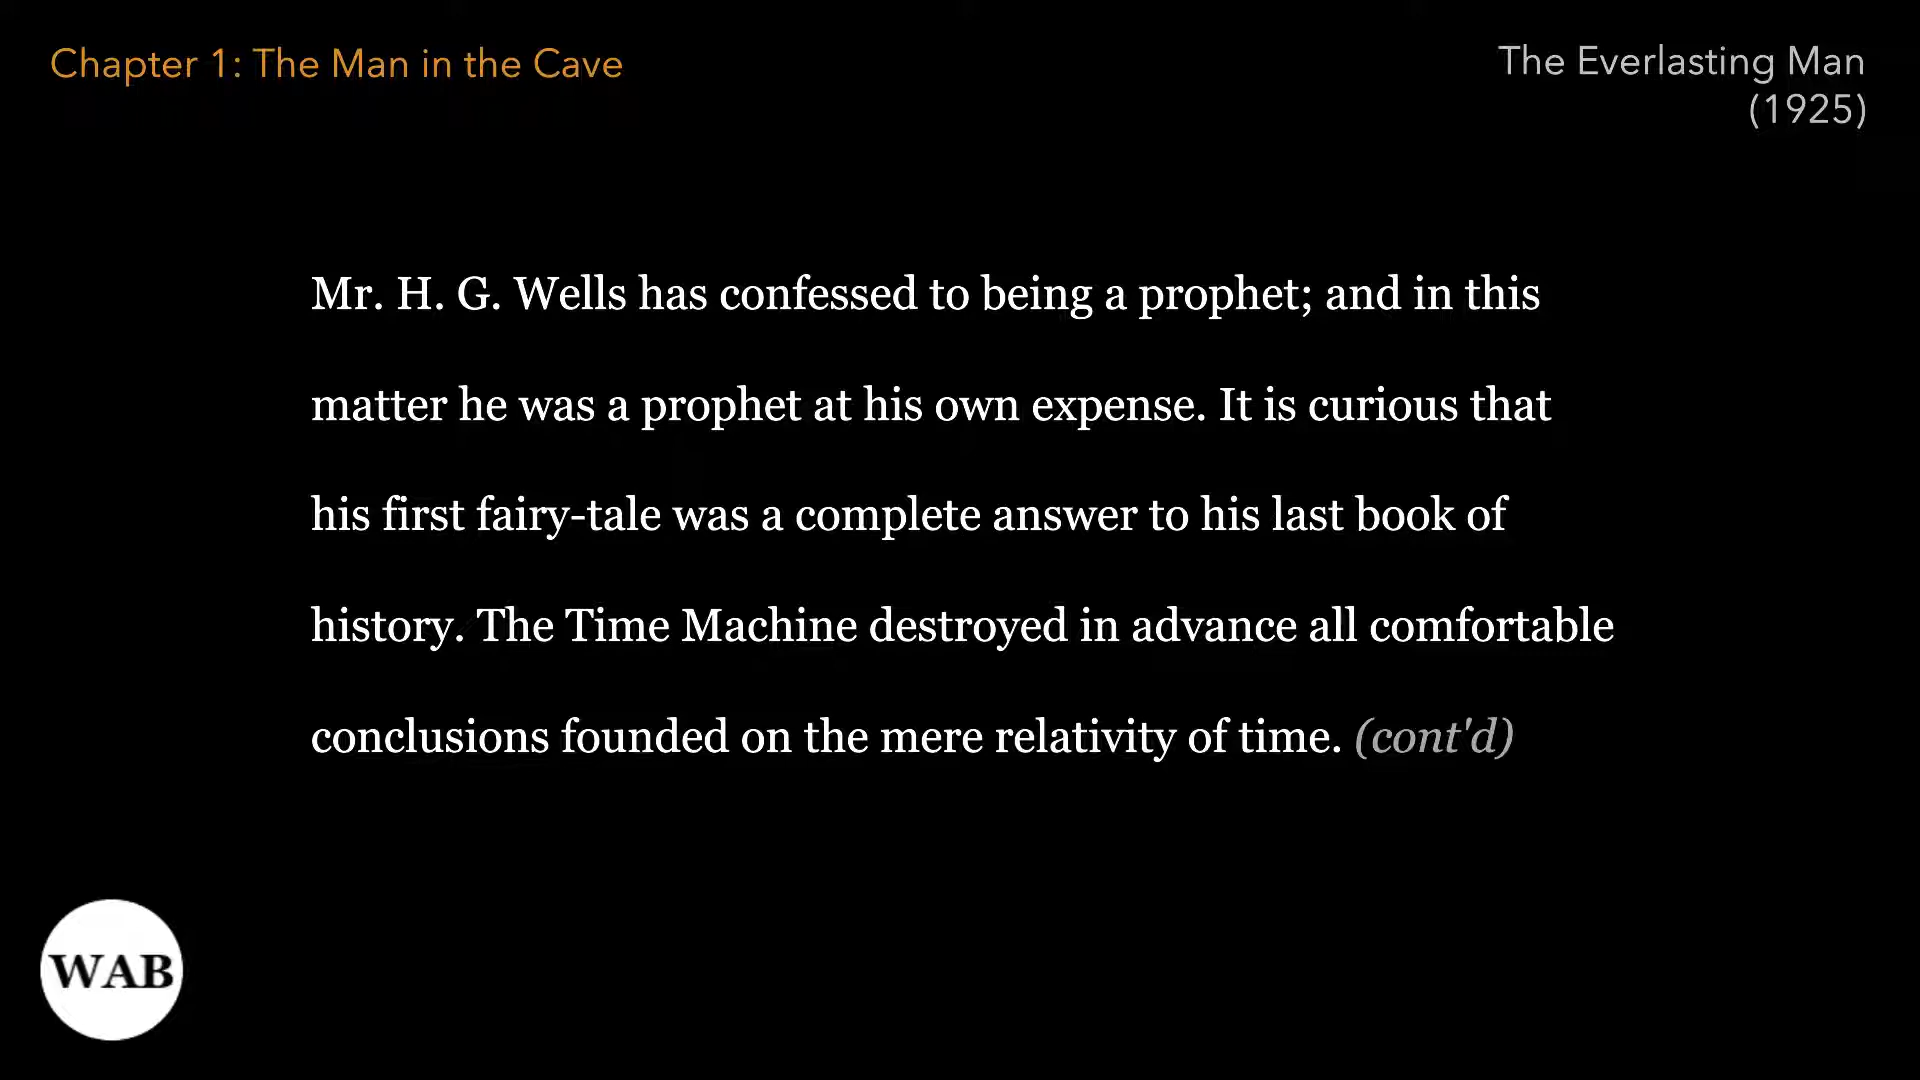 Chapter 1: The Man in the Cave
The Everlasting Man
(1925)
Mr. H. G. Wells has confessed to being a prophet; and in this
matter he was a prophet at his own expense. It is curious that
his first fairy-tale was a complete answer to his last book of
history. The Time Machine destroyed in advance all comfortable
conclusions founded on the mere relativity of time. (cont'd)
WAB